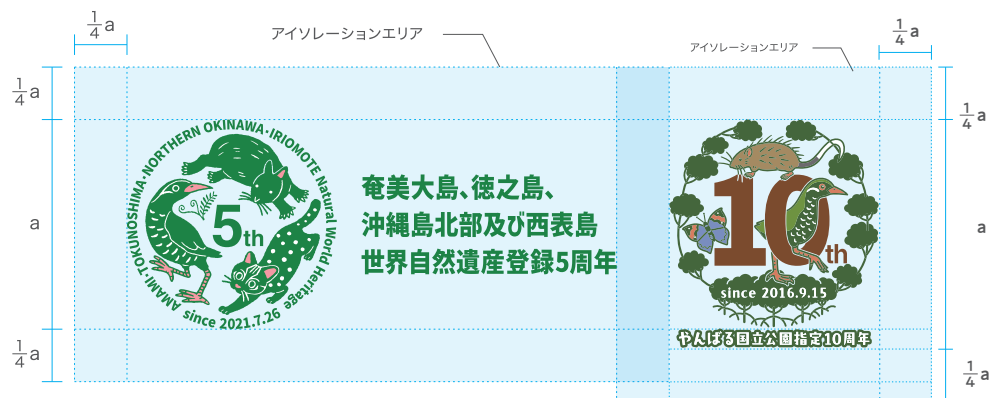 1/4 a
アイソレーションエリア
アイソレーションエリア
1/4 a
1/4 a
1/4 a
a
AMAMI・TOKUNOSHIMA・NORTHERN OKINAWA・IRIOMOTE Natural World Heritage
5th
since 2021.7.26
奄美大島、徳之島、
沖縄島北部及び西表島
世界自然遺産登録5周年
10th
since 2016.9.15
やんばる国立公園指定10周年
a
1/4 a
1/4 a